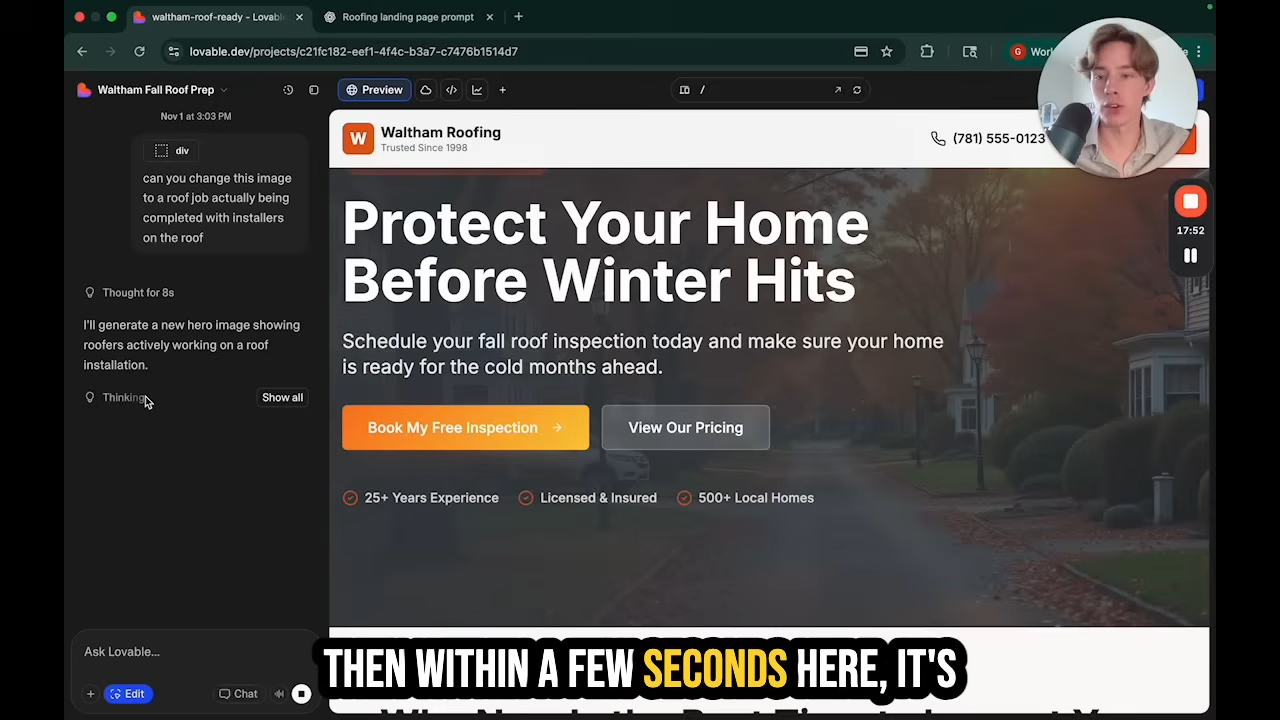 waltham-roof-ready - Lovabl
Roofing landing page prompt
lovable.dev/projects/c21fc182-eef1-4f4c-b3a7-c7476b1514d7
G
Waltham Fall Roof Prep
Preview
/
Nov 1 at 3:03 PM
div
can you change this image
to a roof job actually being
completed with installers
on the roof
Thought for 8s
I'll generate a new hero image showing
roofers actively working on a roof
installation.
Thinking
Show all
Ask Lovable...
Edit
Chat
W
Waltham Roofing
Trusted Since 1998
(781) 555-0123
17:52
Protect Your Home
Before Winter Hits
Schedule your fall roof inspection today and make sure your home
is ready for the cold months ahead.
Book My Free Inspection
View Our Pricing
25+ Years Experience
Licensed & Insured
500+ Local Homes
THEN WITHIN A FEW SECONDS HERE, IT'S